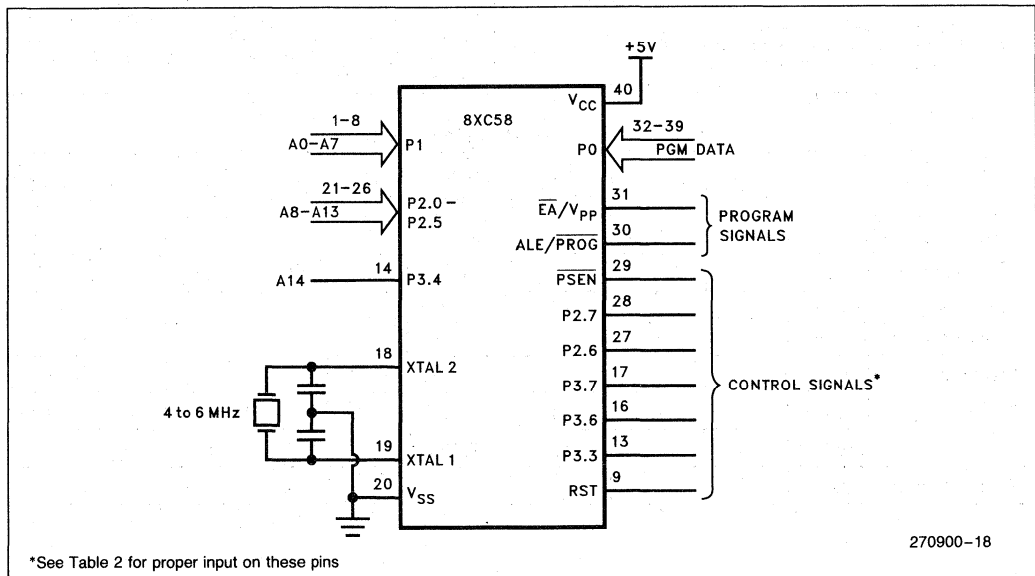 +5V
40
VCC
8XC58
1–8
A0–A7
P1
32–39
P0
PGM DATA
21–26
A8–A13
P2.0–
P2.5
31
E̅A̅/VPP
PROGRAM
SIGNALS
30
ALE/P̅R̅O̅G̅
14
A14
P3.4
29
P̅S̅E̅N̅
28
P2.7
27
P2.6
18
XTAL 2
17
P3.7
CONTROL SIGNALS*
4 to 6 MHz
16
P3.6
19
XTAL 1
13
P3.3
20
VSS
9
RST
270900–18
*See Table 2 for proper input on these pins